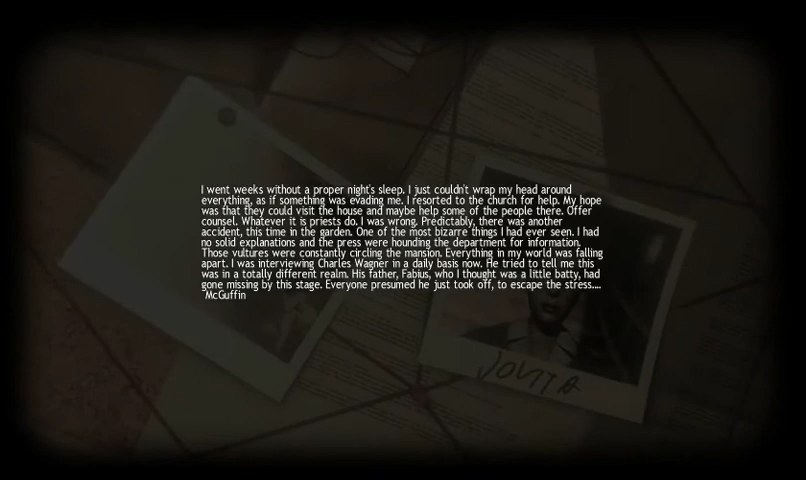 I went weeks without a proper night's sleep. I just couldn't wrap my head around
everything, as if something was evading me. I resorted to the church for help. My hope
was that they could visit the house and maybe help some of the people there. Offer
counsel. Whatever it is priests do. I was wrong. Predictably, there was another
accident, this time in the garden. One of the most bizarre things I had ever seen. I had
no solid explanations and the press were hounding the department for information.
Those vultures were constantly circling the mansion. Everything in my world was falling
apart. I was interviewing Charles Wagner in a daily basis now. He tried to tell me this
was in a totally different realm. His father, Fabius, who I thought was a little batty, had
gone missing by this stage. Everyone presumed he just took off, to escape the stress....
McGuffin
JOVITA